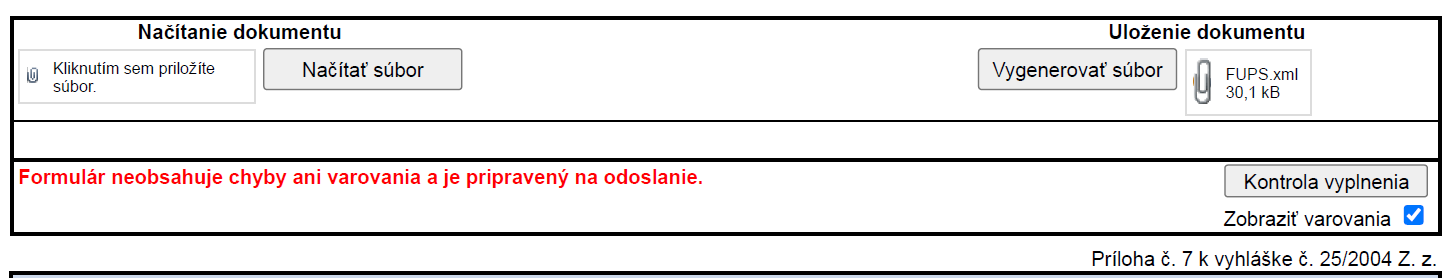 Načítanie dokumentu
Uloženie dokumentu
Kliknutím sem priložíte
súbor.
Načítať súbor
Vygenerovať súbor
FUPS.xml
30,1 kB
Formulár neobsahuje chyby ani varovania a je pripravený na odoslanie.
Kontrola vyplnenia
Zobraziť varovania
Príloha č. 7 k vyhláške č. 25/2004 Z. z.